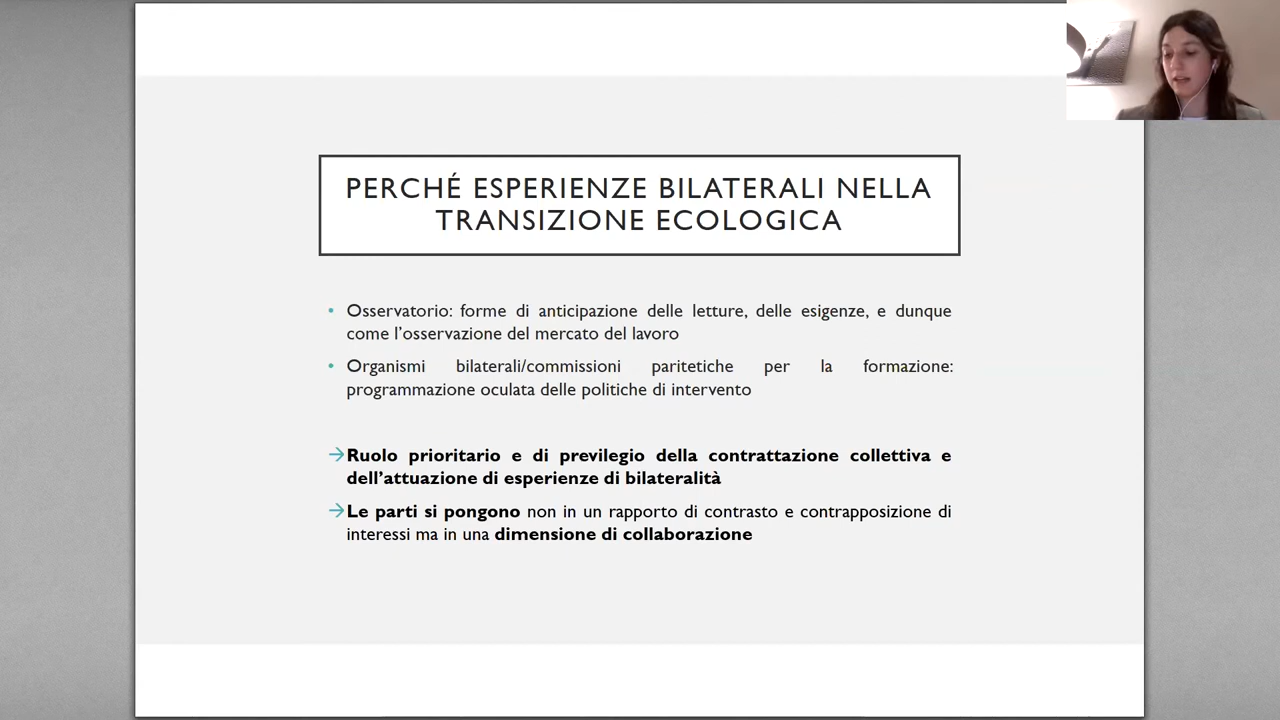 PERCHÉ ESPERIENZE BILATERALI NELLA
TRANSIZIONE ECOLOGICA
• Osservatorio: forme di anticipazione delle letture, delle esigenze, e dunque
come l'osservazione del mercato del lavoro
• Organismi bilaterali/commissioni paritetiche per la formazione:
programmazione oculata delle politiche di intervento
→Ruolo prioritario e di previlegio della contrattazione collettiva e
dell'attuazione di esperienze di bilateralità
→Le parti si pongono non in un rapporto di contrasto e contrapposizione di
interessi ma in una dimensione di collaborazione